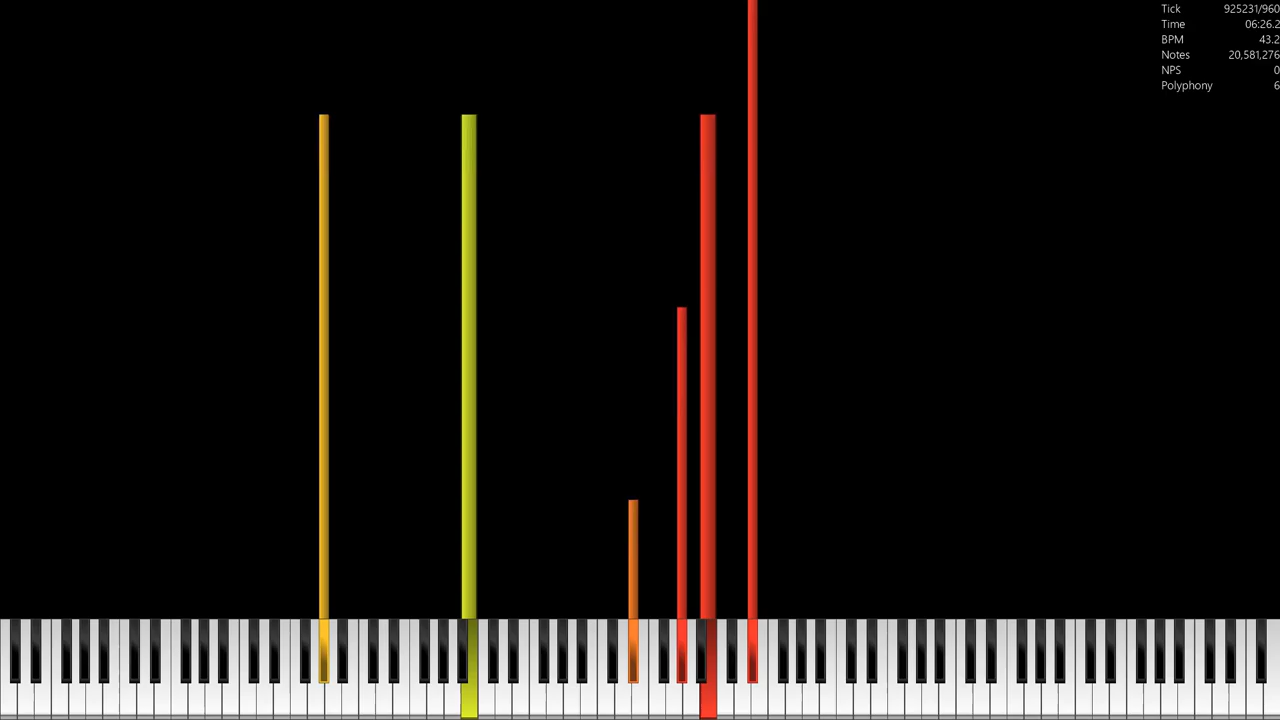 Tick 925231/960
Time 06:26.2
BPM 43.2
Notes 20,581,276
NPS 0
Polyphony 6